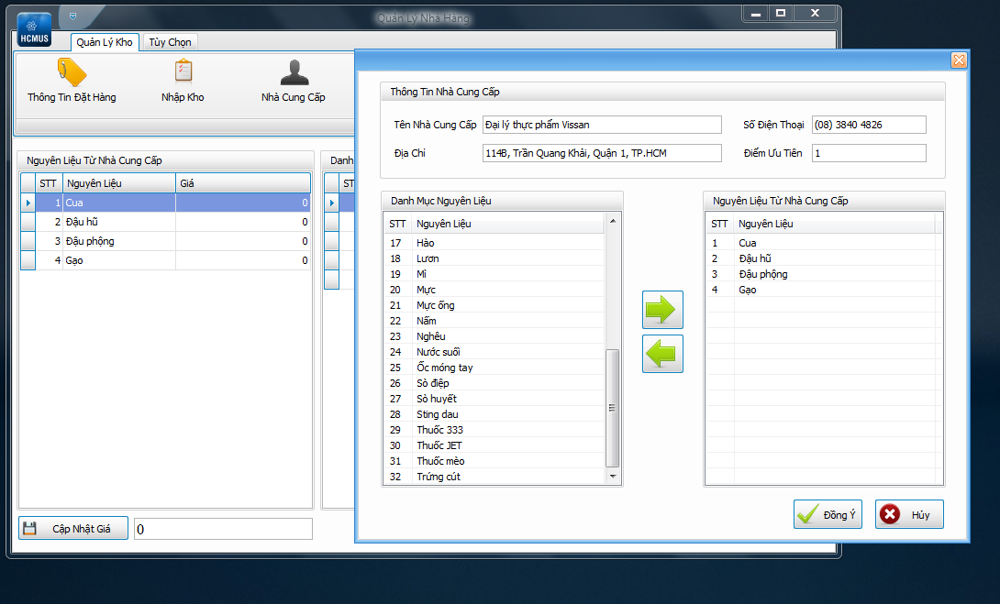 Quản Lý Nhà Hàng
HCMUS
Quản Lý Kho Tùy Chọn
Thông Tin Đặt Hàng Nhập Kho Nhà Cung Cấp
Nguyên Liệu Từ Nhà Cung Cấp
STT Nguyên Liệu Giá
1 Cua 0
2 Đậu hũ 0
3 Đậu phộng 0
4 Gạo 0
Cập Nhật Giá 0
Danh
ST
Thông Tin Nhà Cung Cấp
Tên Nhà Cung Cấp Đại lý thực phẩm Vissan Số Điện Thoại (08) 3840 4826
Địa Chỉ 114B, Trần Quang Khải, Quận 1, TP.HCM Điểm Ưu Tiên 1
Danh Mục Nguyên Liệu
STT Nguyên Liệu
17 Hào
18 Lươn
19 Mì
20 Mực
21 Mực ống
22 Nấm
23 Nghêu
24 Nước suối
25 Ốc móng tay
26 Sò điệp
27 Sò huyết
28 Sting dau
29 Thuốc 333
30 Thuốc JET
31 Thuốc mèo
32 Trứng cút
Nguyên Liệu Từ Nhà Cung Cấp
STT Nguyên Liệu
1 Cua
2 Đậu hũ
3 Đậu phộng
4 Gạo
Đồng Ý Hủy